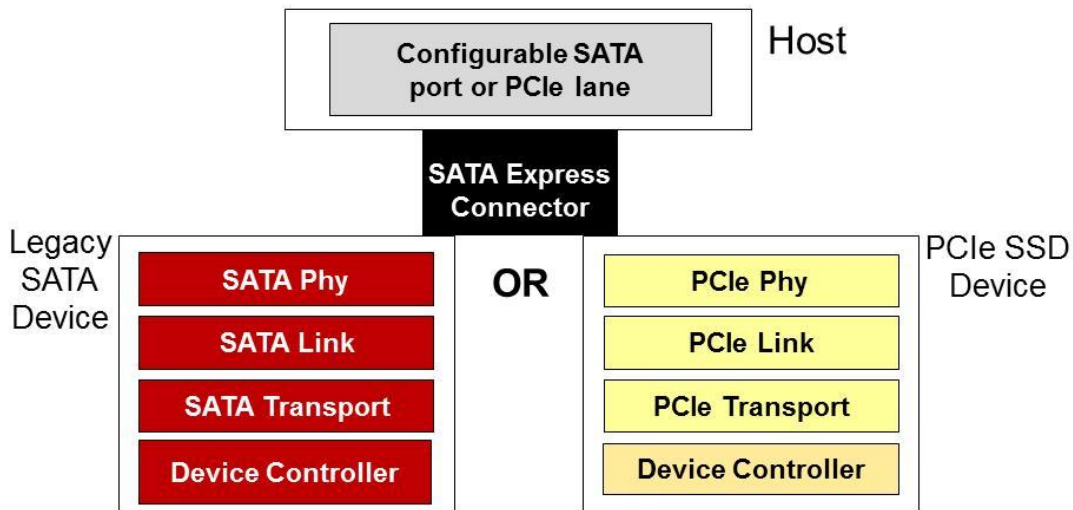 Configurable SATA
port or PCIe lane
Host
SATA Express
Connector
Legacy
SATA
Device
SATA Phy
SATA Link
SATA Transport
Device Controller
OR
PCIe Phy
PCIe Link
PCIe Transport
Device Controller
PCIe SSD
Device